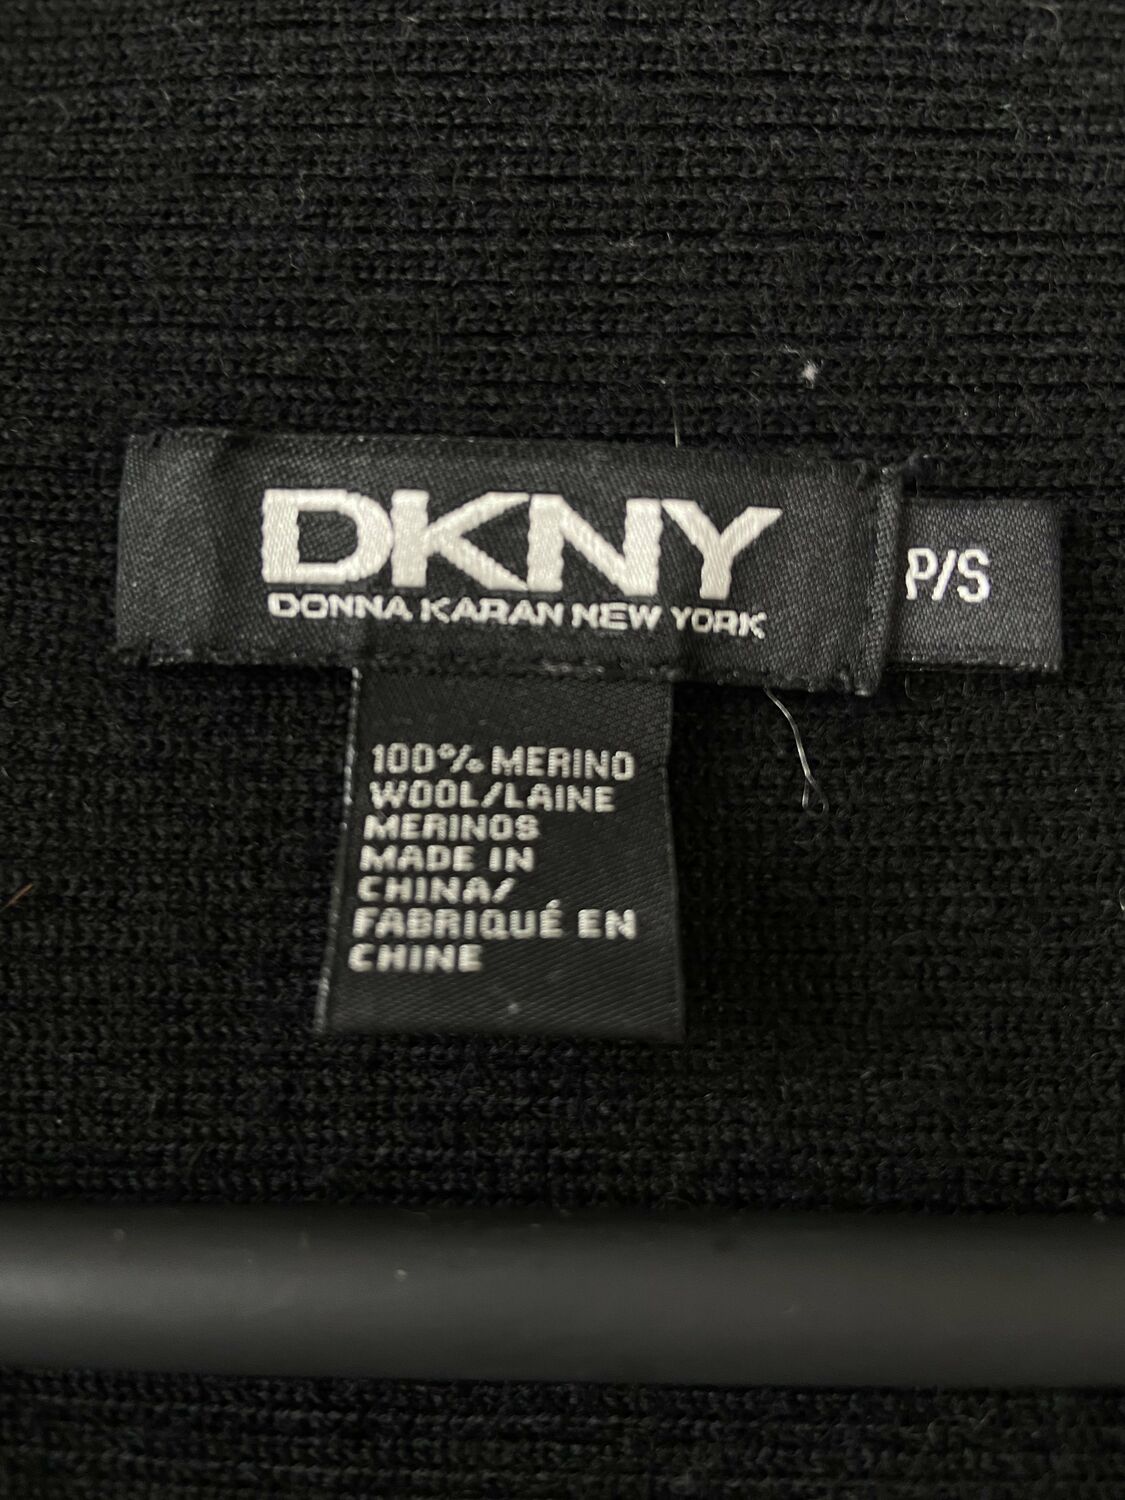 DKNY
DONNA KARAN NEW YORK
P/S
100% MERINO
WOOL/LAINE
MERINOS
MADE IN
CHINA/
FABRIQUÉ EN
CHINE